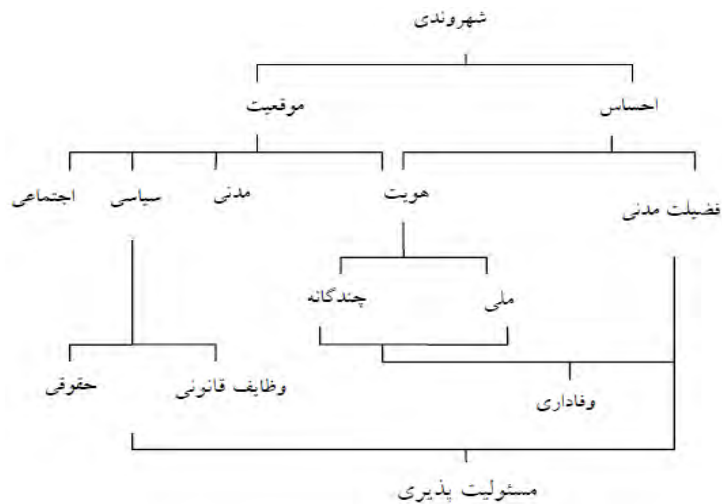 شهروندی
احساس
موقعیت
فضیلت مدنی
هویت
مدنی
سیاسی
اجتماعی
ملی
چندگانه
وفاداری
وظایف قانونی
حقوقی
مسئولیت پذیری